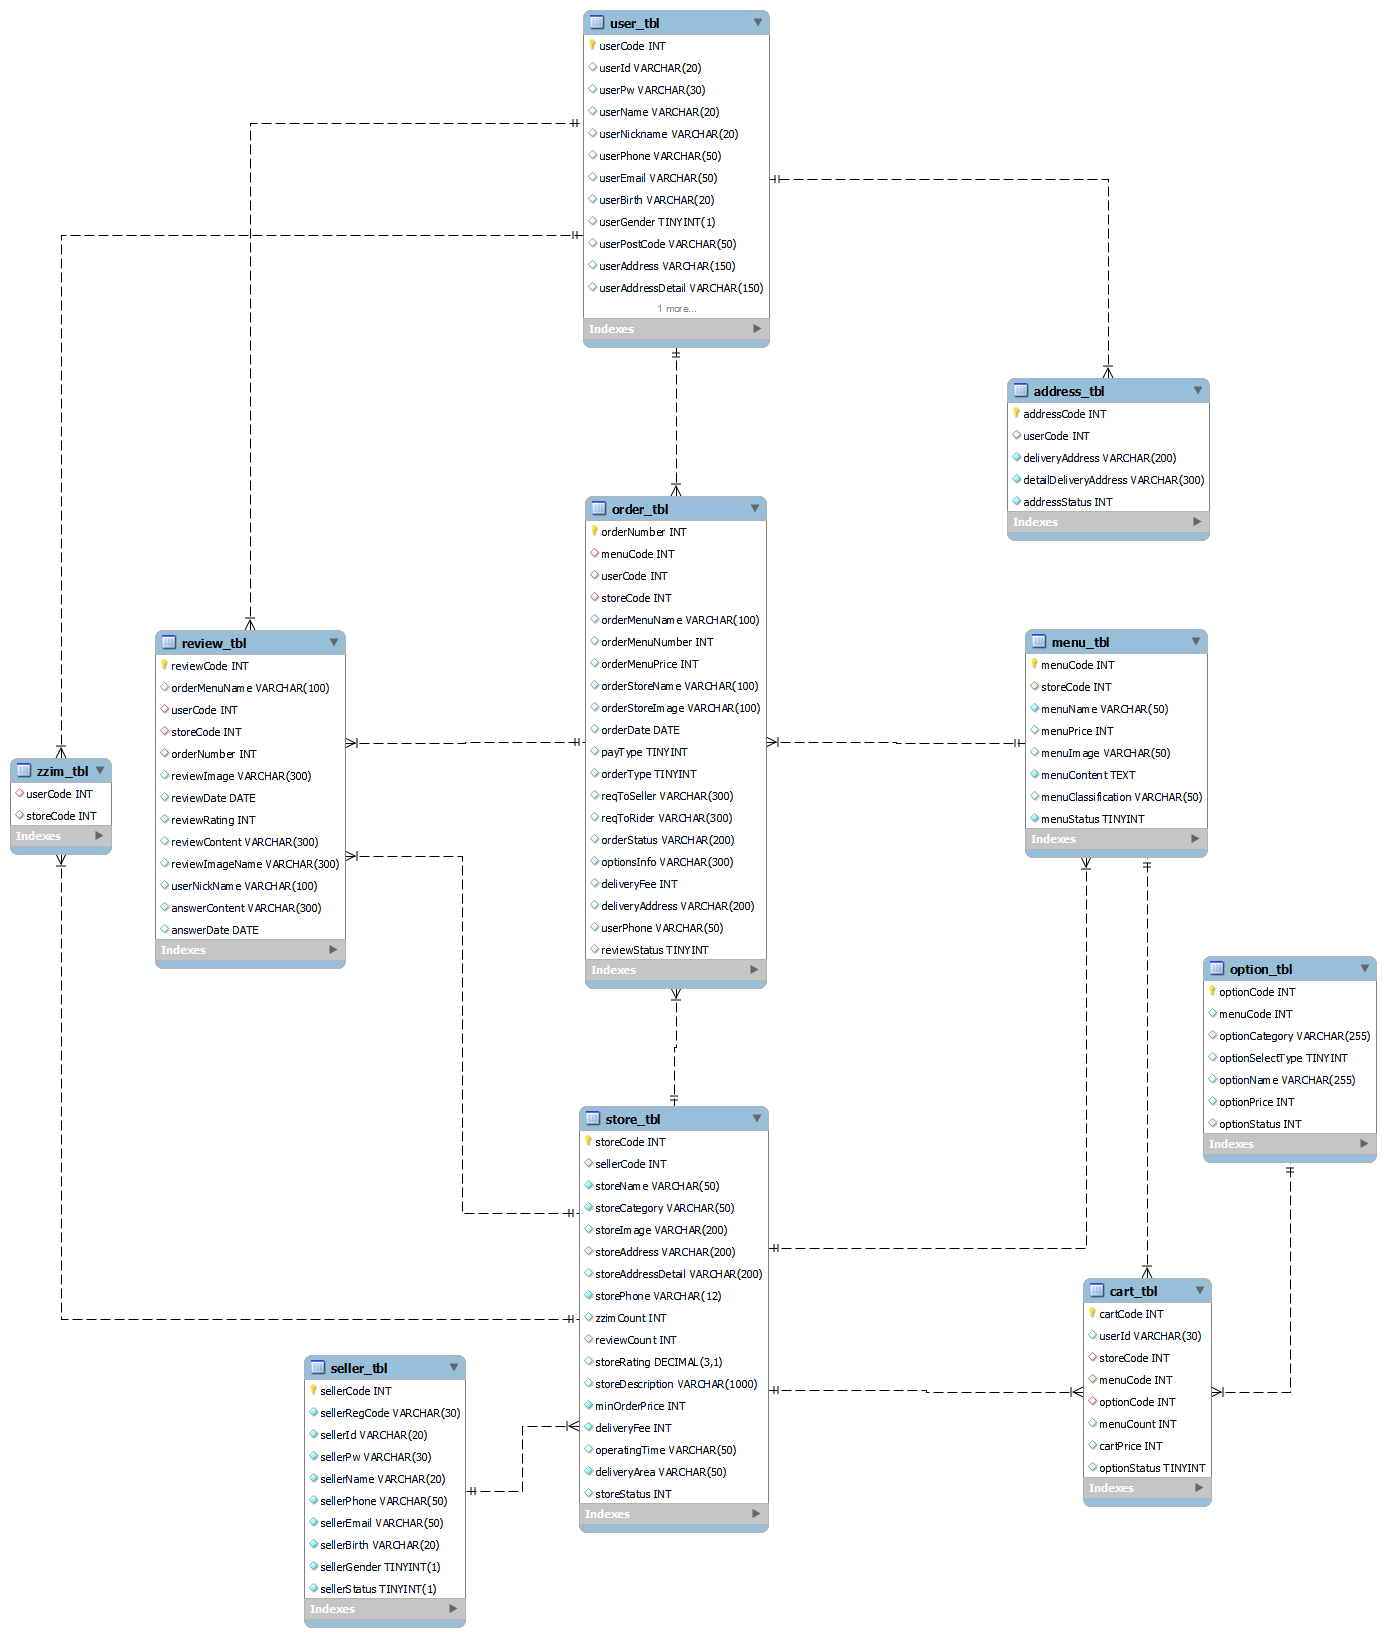 user_tbl
userCode INT
userId VARCHAR(20)
userPw VARCHAR(30)
userName VARCHAR(20)
userNickname VARCHAR(20)
userPhone VARCHAR(50)
userEmail VARCHAR(50)
userBirth VARCHAR(20)
userGender TINYINT(1)
userPostCode VARCHAR(50)
userAddress VARCHAR(150)
userAddressDetail VARCHAR(150)
1 more...
Indexes
address_tbl
addressCode INT
userCode INT
deliveryAddress VARCHAR(200)
detailDeliveryAddress VARCHAR(300)
addressStatus INT
Indexes
order_tbl
orderNumber INT
menuCode INT
userCode INT
storeCode INT
orderMenuName VARCHAR(100)
orderMenuNumber INT
orderMenuPrice INT
orderStoreName VARCHAR(100)
orderStoreImage VARCHAR(100)
orderDate DATE
payType TINYINT
orderType TINYINT
reqToSeller VARCHAR(300)
reqToRider VARCHAR(300)
orderStatus VARCHAR(200)
optionsInfo VARCHAR(300)
deliveryFee INT
deliveryAddress VARCHAR(200)
userPhone VARCHAR(50)
reviewStatus TINYINT
Indexes
review_tbl
reviewCode INT
orderMenuName VARCHAR(100)
userCode INT
storeCode INT
orderNumber INT
reviewImage VARCHAR(300)
reviewDate DATE
reviewRating INT
reviewContent VARCHAR(300)
reviewImageName VARCHAR(300)
userNickName VARCHAR(100)
answerContent VARCHAR(300)
answerDate DATE
Indexes
menu_tbl
menuCode INT
storeCode INT
menuName VARCHAR(50)
menuPrice INT
menuImage VARCHAR(50)
menuContent TEXT
menuClassification VARCHAR(50)
menuStatus TINYINT
Indexes
zzim_tbl
userCode INT
storeCode INT
Indexes
option_tbl
optionCode INT
menuCode INT
optionCategory VARCHAR(255)
optionSelectType TINYINT
optionName VARCHAR(255)
optionPrice INT
optionStatus INT
Indexes
store_tbl
storeCode INT
sellerCode INT
storeName VARCHAR(50)
storeCategory VARCHAR(50)
storeImage VARCHAR(200)
storeAddress VARCHAR(200)
storeAddressDetail VARCHAR(200)
storePhone VARCHAR(12)
zzimCount INT
reviewCount INT
storeRating DECIMAL(3,1)
storeDescription VARCHAR(1000)
minOrderPrice INT
deliveryFee INT
operatingTime VARCHAR(50)
deliveryArea VARCHAR(50)
storeStatus INT
Indexes
cart_tbl
cartCode INT
userId VARCHAR(30)
storeCode INT
menuCode INT
optionCode INT
menuCount INT
cartPrice INT
optionStatus TINYINT
Indexes
seller_tbl
sellerCode INT
sellerRegCode VARCHAR(30)
sellerId VARCHAR(20)
sellerPw VARCHAR(30)
sellerName VARCHAR(20)
sellerPhone VARCHAR(50)
sellerEmail VARCHAR(50)
sellerBirth VARCHAR(20)
sellerGender TINYINT(1)
sellerStatus TINYINT(1)
Indexes